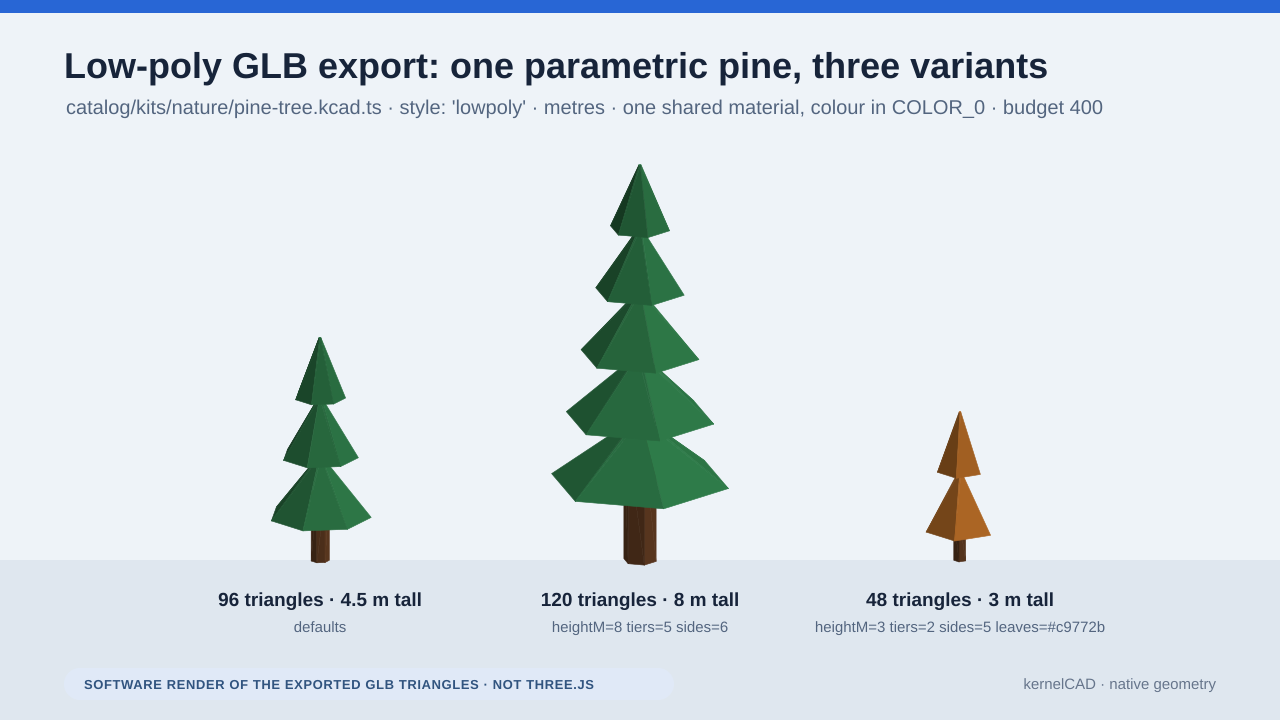 Low-poly GLB export: one parametric pine, three variants
catalog/kits/nature/pine-tree.kcad.ts · style: 'lowpoly' · metres · one shared material, colour in COLOR_0 · budget 400
96 triangles · 4.5 m tall
defaults
120 triangles · 8 m tall
heightM=8 tiers=5 sides=6
48 triangles · 3 m tall
heightM=3 tiers=2 sides=5 leaves=#c9772b
SOFTWARE RENDER OF THE EXPORTED GLB TRIANGLES · NOT THREE.JS
kernelCAD · native geometry